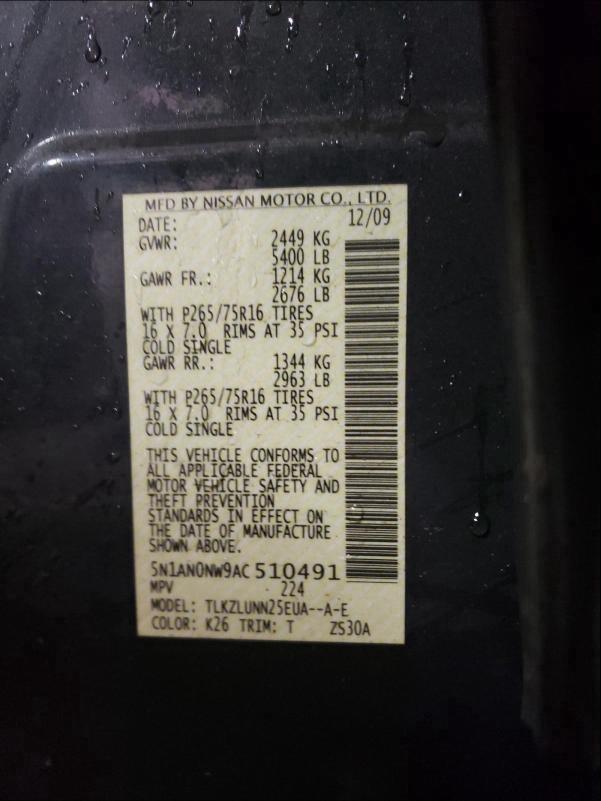 MFD BY NISSAN MOTOR CO., LTD.
DATE: 12/09
GVWR: 2449 KG
5400 LB
GAWR FR.: 1214 KG
2676 LB
WITH P265/75R16 TIRES
16 X 7.0 RIMS AT 35 PSI
COLD SINGLE
GAWR RR.: 1344 KG
2963 LB
WITH P265/75R16 TIRES
16 X 7.0 RIMS AT 35 PSI
COLD SINGLE
THIS VEHICLE CONFORMS TO
ALL APPLICABLE FEDERAL
MOTOR VEHICLE SAFETY AND
THEFT PREVENTION
STANDARDS IN EFFECT ON
THE DATE OF MANUFACTURE
SHOWN ABOVE.
5N1AN0NW9AC510491
MPV 224
MODEL: TLKZLUNN25EUA--A-E
COLOR: K26 TRIM: T ZS30A